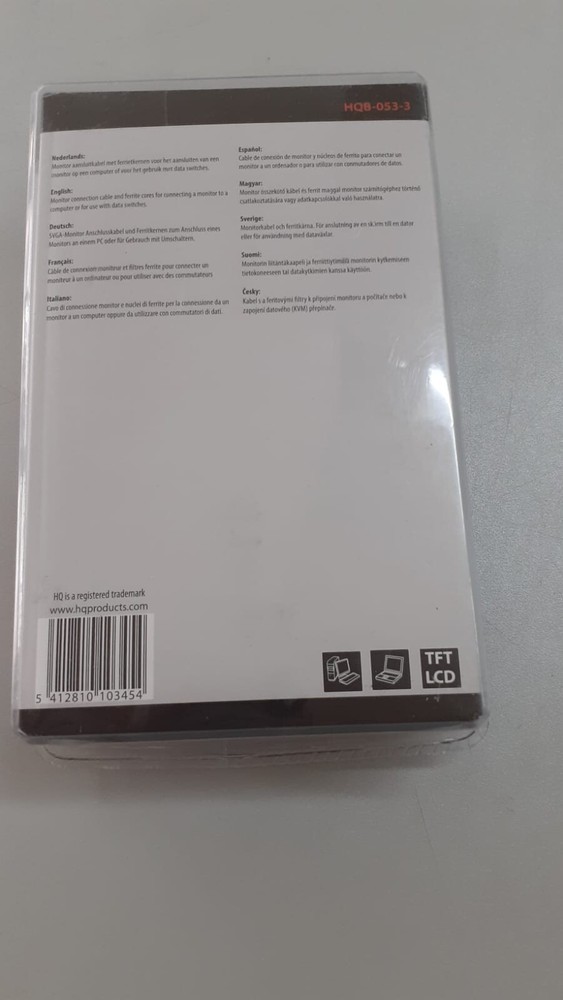 HQB-053-3
Nederlands:
Monitor aansluitkabel met ferrietkernen voor het aansluiten van een
monitor op een computer of voor het gebruik met data switches.
English:
Monitor connection cable and ferrite cores for connecting a monitor to a
computer or for use with data switches.
Deutsch:
SVGA-Monitor Anschlusskabel und Ferritkernen zum Anschluss eines
Monitors an einem PC oder für Gebrauch mit Umschaltern.
Français:
Câble de connexion moniteur et filtres ferrite pour connecter un
moniteur à un ordinateur ou pour utiliser avec des commutateurs
Italiano:
Cavo di connessione monitor e nuclei di ferrite per la connessione da un
monitor a un computer oppure da utilizzare con commutatori di dati.
Español:
Cable de conexión de monitor y núcleos de ferrito para conectar un
monitor a un ordenador o para utilizar con conmutadores de datos.
Magyar:
Monitor összekötő kábel és ferrit maggal monitor számítógéphez történő
csatlakoztatására vagy adatkapcsolókkal való használatra.
Sverige:
Monitorkabel och ferritkärna. För anslutning av en skärm till en dator
eller för användning med dataväxlar.
Suomi:
Monitorin liitäntäkaapeli ja ferriittiytimillä monitorin kytkemiseen
tietokoneeseen tai datakytkimien kanssa käyttöön.
Česky:
Kabel s a feritovými filtry k připojení monitoru a počítače nebo k
zapojení datového (KVM) přepínače.
HQ is a registered trademark
www.hqproducts.com
5 412810 103454
TFT
LCD